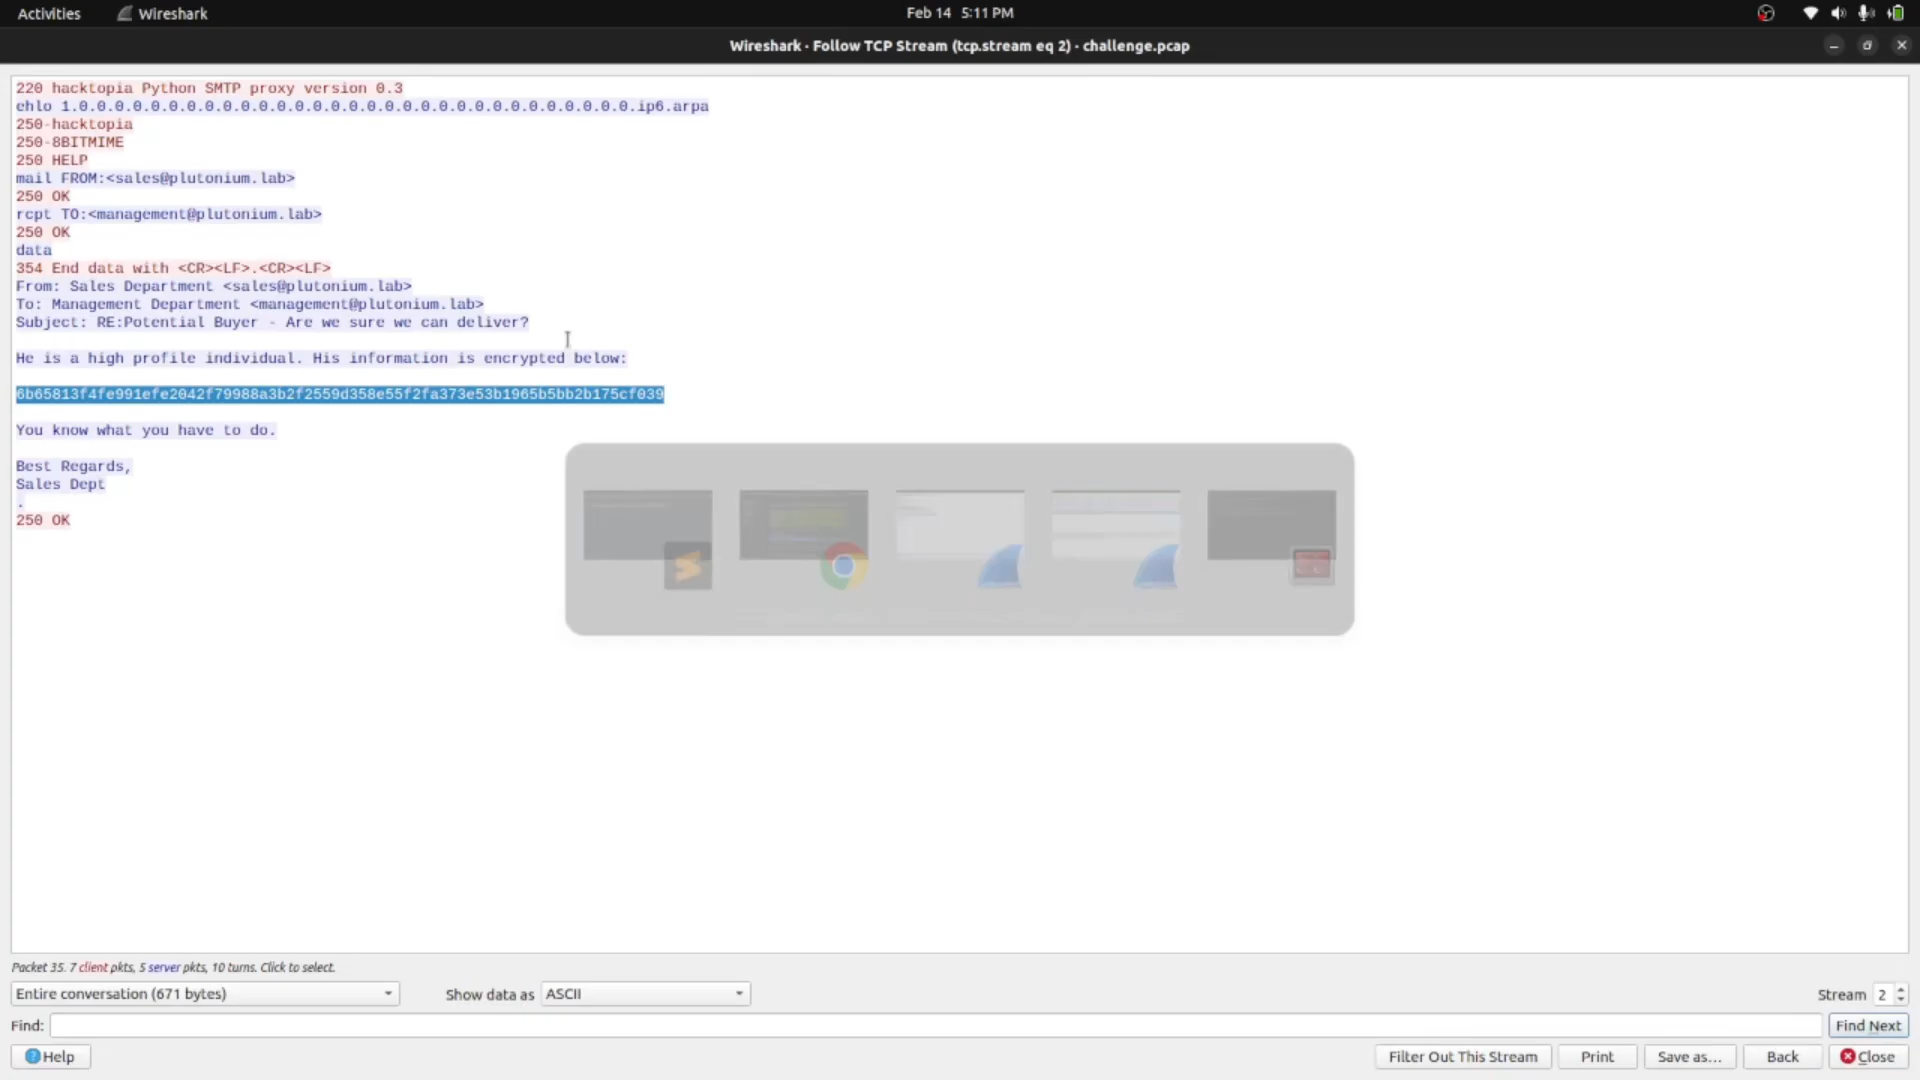 Activities Wireshark Feb 14 5:11 PM
Wireshark · Follow TCP Stream (tcp.stream eq 2) · challenge.pcap
220 hacktopia Python SMTP proxy version 0.3
ehlo 1.0.0.0.0.0.0.0.0.0.0.0.0.0.0.0.0.0.0.0.0.0.0.0.0.0.0.0.0.0.0.0.ip6.arpa
250-hacktopia
250-8BITMIME
250 HELP
mail FROM:<sales@plutonium.lab>
250 OK
rcpt TO:<management@plutonium.lab>
250 OK
data
354 End data with <CR><LF>.<CR><LF>
From: Sales Department <sales@plutonium.lab>
To: Management Department <management@plutonium.lab>
Subject: RE:Potential Buyer - Are we sure we can deliver?
He is a high profile individual. His information is encrypted below:
6b65813f4fe991efe2042f79988a3b2f2559d358e55f2fa373e53b1965b5bb2b175cf039
You know what you have to do.
Best Regards,
Sales Dept
.
250 OK
Packet 35. 7 client pkts, 5 server pkts, 10 turns. Click to select.
Entire conversation (671 bytes) Show data as ASCII Stream 2
Find: Find Next
Help Filter Out This Stream Print Save as… Back Close